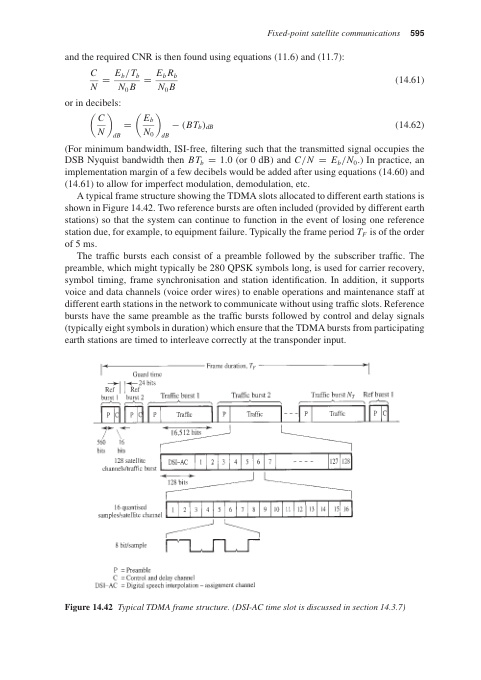 Fixed-point satellite communications 595
and the required CNR is then found using equations (11.6) and (11.7):
C/N = (E_b/T_b)/(N_0 B) = (E_b R_b)/(N_0 B) (14.61)
or in decibels:
(C/N)_dB = (E_b/N_0)_dB − (BT_b)_dB (14.62)
(For minimum bandwidth, ISI-free, filtering such that the transmitted signal occupies the
DSB Nyquist bandwidth then BT_b = 1.0 (or 0 dB) and C/N = E_b/N_0.) In practice, an
implementation margin of a few decibels would be added after using equations (14.60) and
(14.61) to allow for imperfect modulation, demodulation, etc.
A typical frame structure showing the TDMA slots allocated to different earth stations is
shown in Figure 14.42. Two reference bursts are often included (provided by different earth
stations) so that the system can continue to function in the event of losing one reference
station due, for example, to equipment failure. Typically the frame period T_F is of the order
of 5 ms.
The traffic bursts each consist of a preamble followed by the subscriber traffic. The
preamble, which might typically be 280 QPSK symbols long, is used for carrier recovery,
symbol timing, frame synchronisation and station identification. In addition, it supports
voice and data channels (voice order wires) to enable operations and maintenance staff at
different earth stations in the network to communicate without using traffic slots. Reference
bursts have the same preamble as the traffic bursts followed by control and delay signals
(typically eight symbols in duration) which ensure that the TDMA bursts from participating
earth stations are timed to interleave correctly at the transponder input.
Frame duration, T_F
Guard time
24 bits
Ref burst 1 Ref burst 2 Traffic burst 1 Traffic burst 2 Traffic burst N_T Ref burst 1
P C P C P Traffic P Traffic - - - P Traffic P C
560 bits 16 bits 16,512 bits
128 satellite channels/traffic burst DSI-AC 1 2 3 4 5 6 7 - - - - 127 128
128 bits
16 quantised samples/satellite channel 1 2 3 4 5 6 7 8 9 10 11 12 13 14 15 16
8 bit/sample
P = Preamble
C = Control and delay channel
DSI-AC = Digital speech interpolation – assignment channel
Figure 14.42 Typical TDMA frame structure. (DSI-AC time slot is discussed in section 14.3.7)